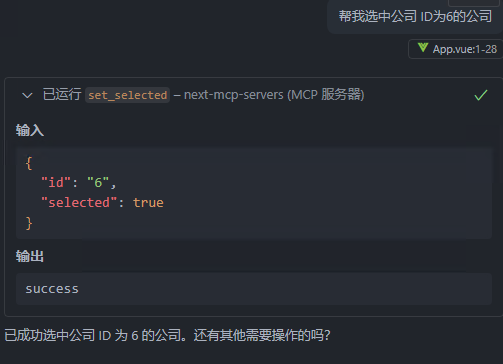 帮我选中公司 ID为6的公司
App.vue:1-28
已运行 set_selected – next-mcp-servers (MCP 服务器)
输入
{
"id": "6",
"selected": true
}
输出
success
已成功选中公司 ID 为 6 的公司。还有其他需要操作的吗?